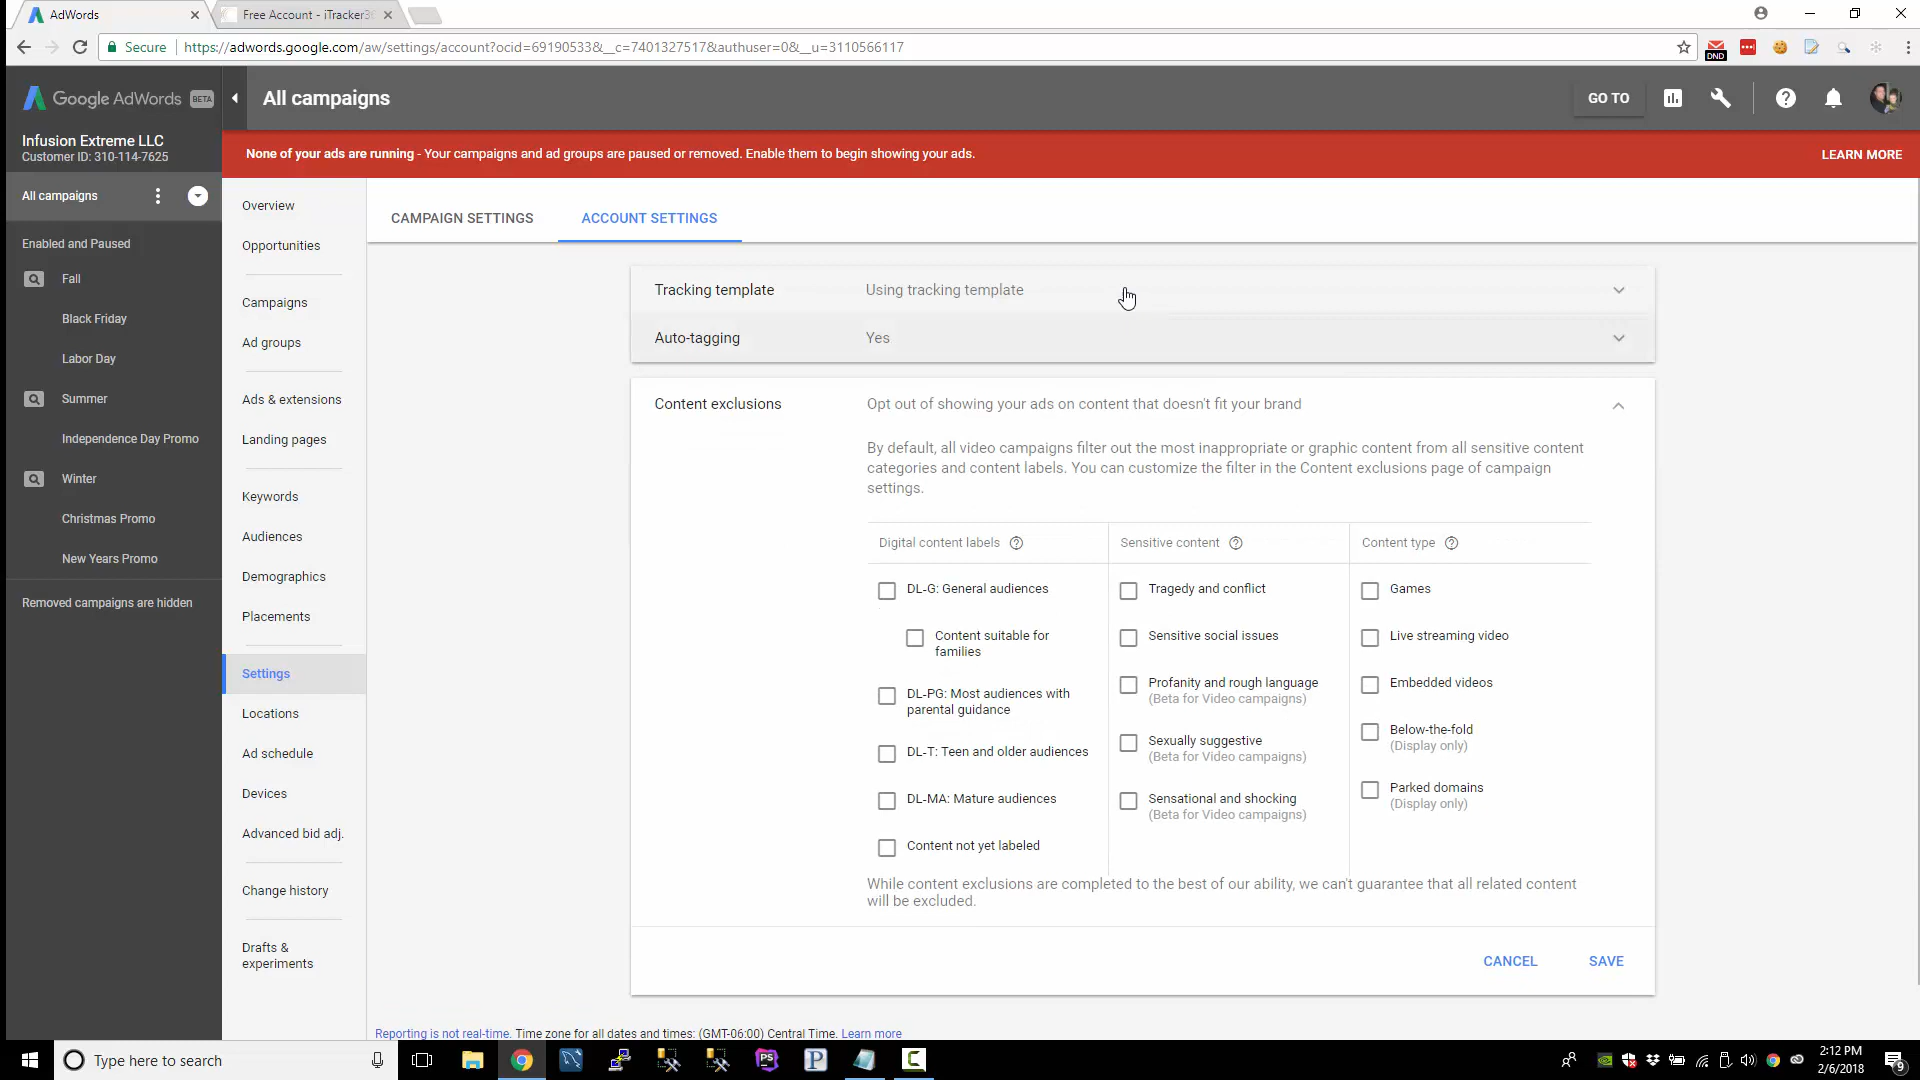 AdWords
Free Account - iTracker36
Secure
https://adwords.google.com/aw/settings/account?ocid=69190533&__c=7401327517&authuser=0&__u=3110566117
DND
Google AdWords BETA
All campaigns
GO TO
Infusion Extreme LLC
Customer ID: 310-114-7625
None of your ads are running - Your campaigns and ad groups are paused or removed. Enable them to begin showing your ads.
LEARN MORE
All campaigns
Enabled and Paused
Fall
Black Friday
Labor Day
Summer
Independence Day Promo
Winter
Christmas Promo
New Years Promo
Removed campaigns are hidden
Overview
Opportunities
Campaigns
Ad groups
Ads & extensions
Landing pages
Keywords
Audiences
Demographics
Placements
Settings
Locations
Ad schedule
Devices
Advanced bid adj.
Change history
Drafts &
experiments
CAMPAIGN SETTINGS
ACCOUNT SETTINGS
Tracking template
Using tracking template
Auto-tagging
Yes
Content exclusions
Opt out of showing your ads on content that doesn't fit your brand
By default, all video campaigns filter out the most inappropriate or graphic content from all sensitive content
categories and content labels. You can customize the filter in the Content exclusions page of campaign
settings.
Digital content labels
DL-G: General audiences
Content suitable for
families
DL-PG: Most audiences with
parental guidance
DL-T: Teen and older audiences
DL-MA: Mature audiences
Content not yet labeled
Sensitive content
Tragedy and conflict
Sensitive social issues
Profanity and rough language
(Beta for Video campaigns)
Sexually suggestive
(Beta for Video campaigns)
Sensational and shocking
(Beta for Video campaigns)
Content type
Games
Live streaming video
Embedded videos
Below-the-fold
(Display only)
Parked domains
(Display only)
While content exclusions are completed to the best of our ability, we can't guarantee that all related content
will be excluded.
CANCEL
SAVE
Reporting is not real-time. Time zone for all dates and times: (GMT-06:00) Central Time. Learn more
Type here to search
PS
P
C
2:12 PM
2/6/2018
9